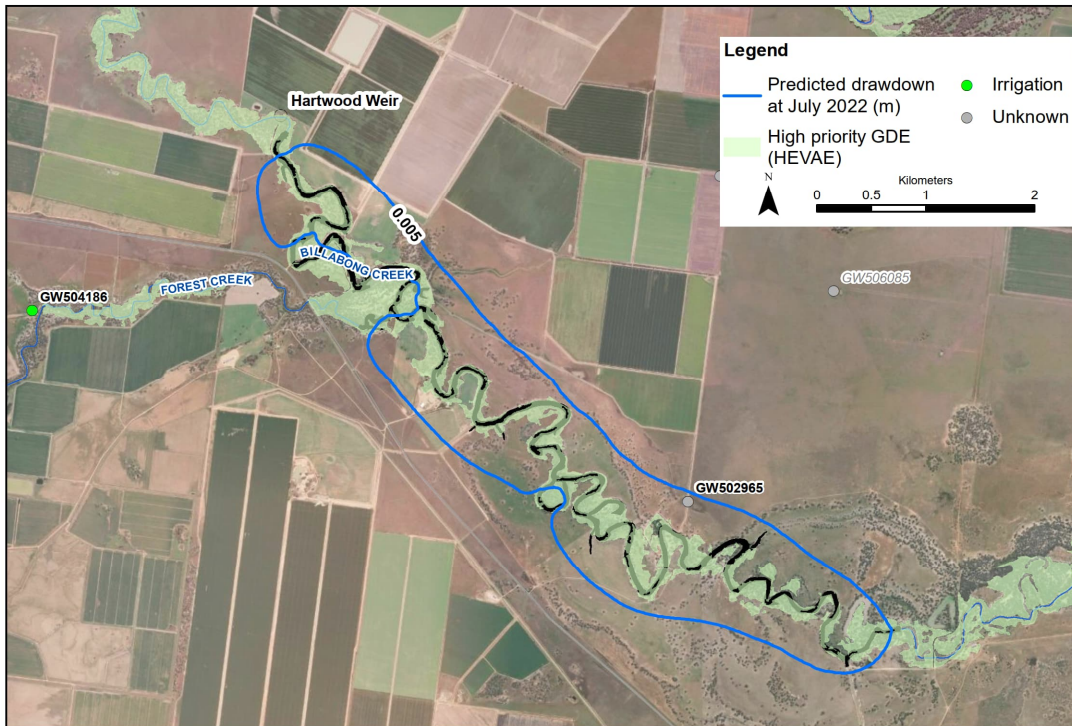 Legend
Predicted drawdown
at July 2022 (m)
High priority GDE
(HEVAE)
Irrigation
Unknown
N
Kilometers
0 0.5 1 2
Hartwood Weir
0.005
BILLABONG CREEK
FOREST CREEK
GW504186
GW506085
GW502965